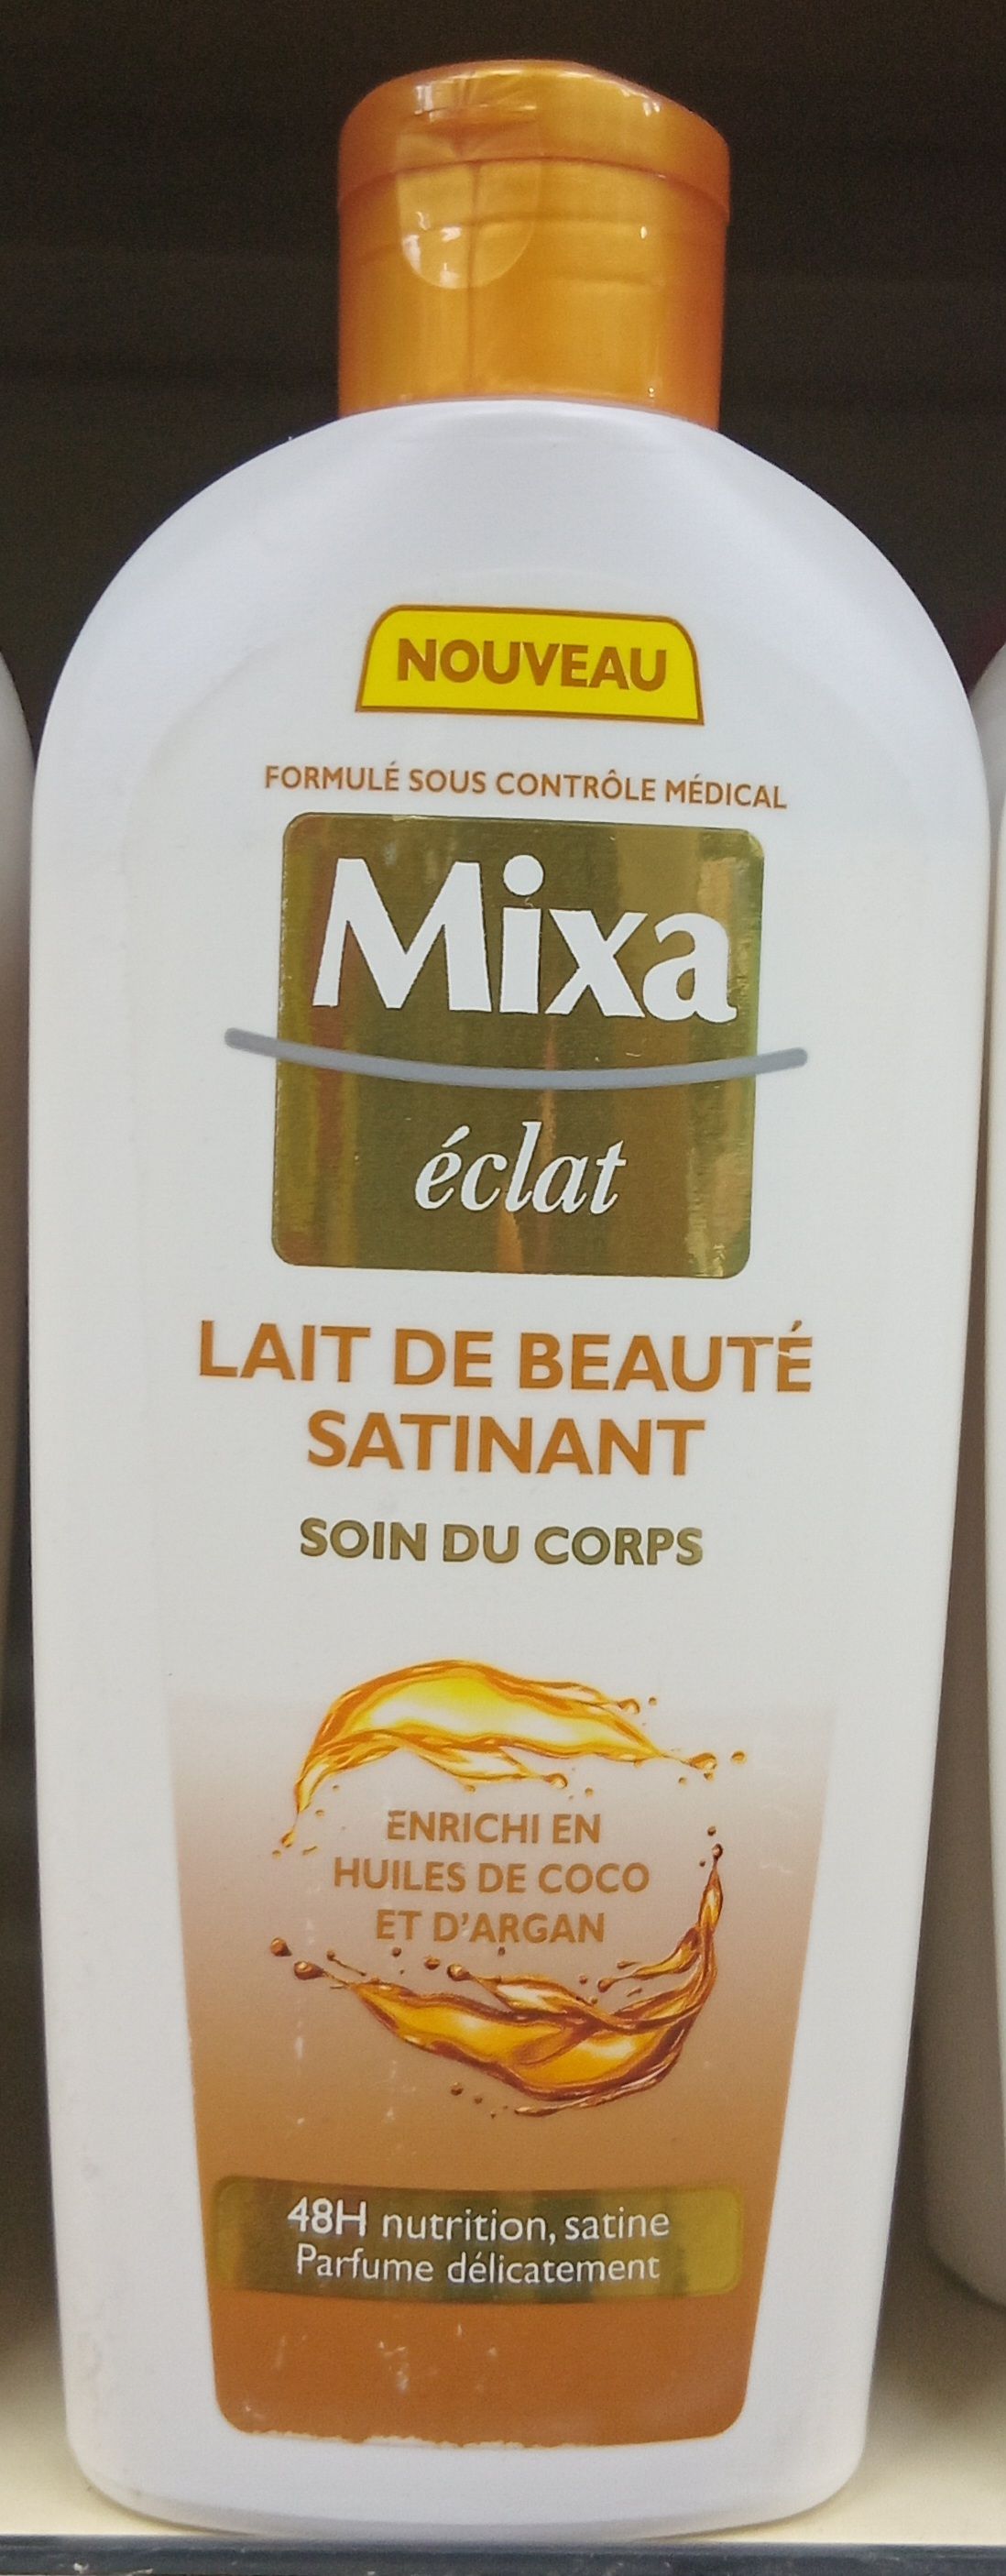 NOUVEAU
FORMULÉ SOUS CONTRÔLE MÉDICAL
Mixa
éclat
LAIT DE BEAUTÉ
SATINANT
SOIN DU CORPS
ENRICHI EN
HUILES DE COCO
ET D'ARGAN
48H nutrition, satine
Parfume délicatement